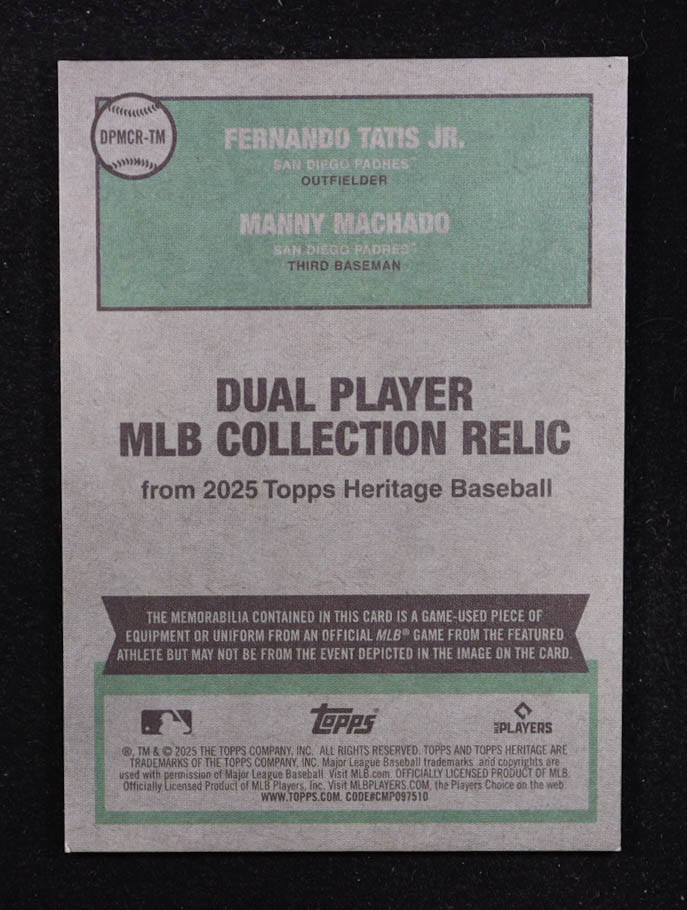 DPMCR-TM
FERNANDO TATIS JR.
SAN DIEGO PADRES™
OUTFIELDER
MANNY MACHADO
SAN DIEGO PADRES™
THIRD BASEMAN
DUAL PLAYER
MLB COLLECTION RELIC
from 2025 Topps Heritage Baseball
THE MEMORABILIA CONTAINED IN THIS CARD IS A GAME-USED PIECE OF
EQUIPMENT OR UNIFORM FROM AN OFFICIAL MLB® GAME FROM THE FEATURED
ATHLETE BUT MAY NOT BE FROM THE EVENT DEPICTED IN THE IMAGE ON THE CARD.
Topps
MLB PLAYERS
®, TM & © 2025 THE TOPPS COMPANY, INC. ALL RIGHTS RESERVED. TOPPS AND TOPPS HERITAGE ARE
TRADEMARKS OF THE TOPPS COMPANY, INC. Major League Baseball trademarks and copyrights are
used with permission of Major League Baseball. Visit MLB.com. OFFICIALLY LICENSED PRODUCT OF MLB.
Officially Licensed Product of MLB Players, Inc. Visit MLBPLAYERS.COM, the Players Choice on the web.
WWW.TOPPS.COM. CODE#CMP097510